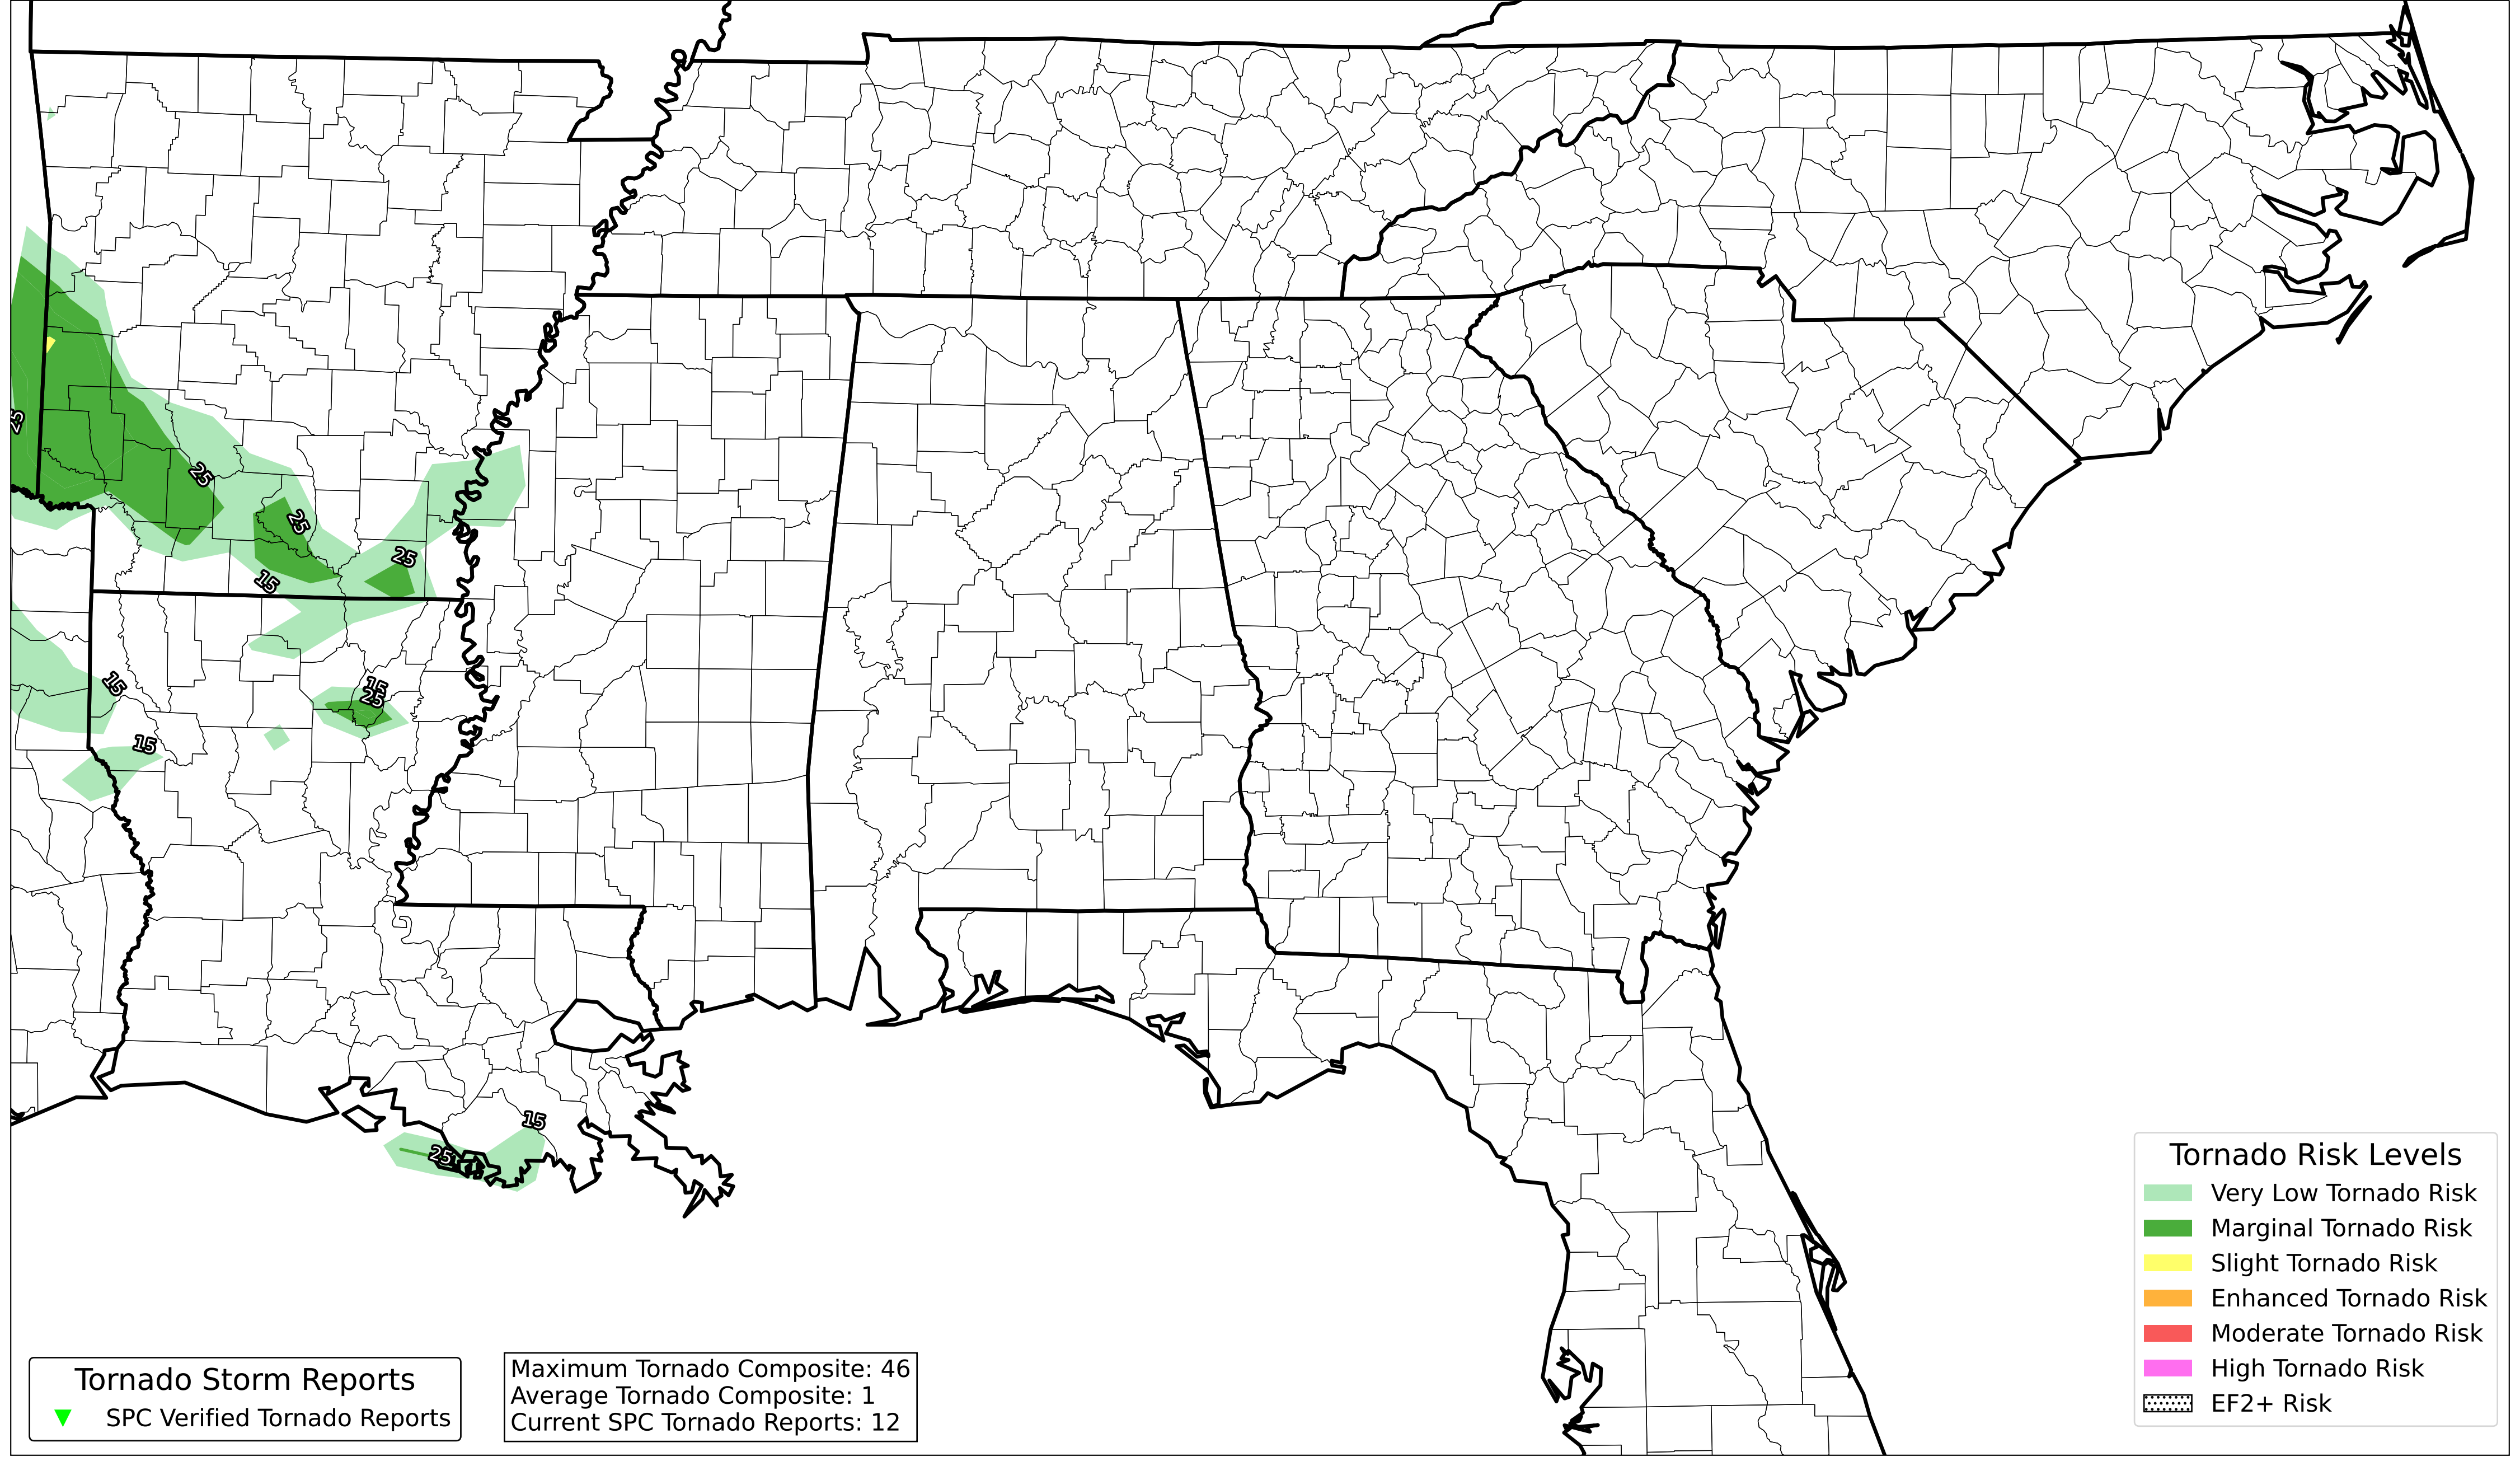 25
25
25
25
15
15
15
25
15
15
25
Tornado Risk Levels
Very Low Tornado Risk
Marginal Tornado Risk
Slight Tornado Risk
Enhanced Tornado Risk
Moderate Tornado Risk
High Tornado Risk
EF2+ Risk
Tornado Storm Reports
SPC Verified Tornado Reports
Maximum Tornado Composite: 46
Average Tornado Composite: 1
Current SPC Tornado Reports: 12